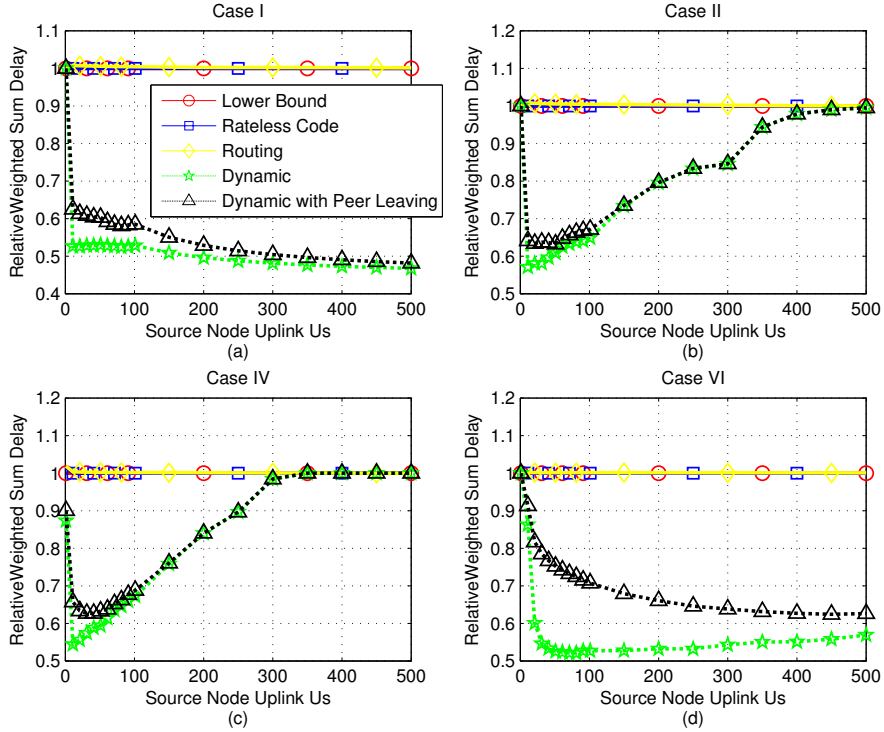 Case I
1.1
1
0.9
0.8
0.7
0.6
0.5
0.4
RelativeWeighted Sum Delay
Lower Bound
Rateless Code
Routing
Dynamic
Dynamic with Peer Leaving
0 100 200 300 400 500
Source Node Uplink Us
(a)
Case II
1.2
1.1
1
0.9
0.8
0.7
0.6
0.5
RelativeWeighted Sum Delay
0 100 200 300 400 500
Source Node Uplink Us
(b)
Case IV
1.2
1.1
1
0.9
0.8
0.7
0.6
0.5
RelativeWeighted Sum Delay
0 100 200 300 400 500
Source Node Uplink Us
(c)
Case VI
1.2
1.1
1
0.9
0.8
0.7
0.6
0.5
RelativeWeighted Sum Delay
0 100 200 300 400 500
Source Node Uplink Us
(d)